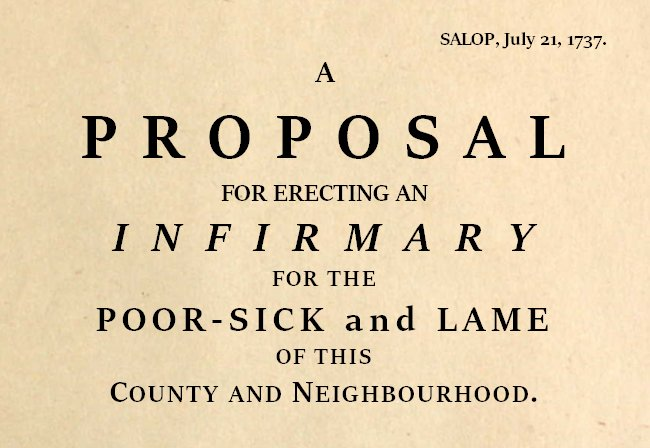 SALOP, July 21, 1737.
A
PROPOSAL
FOR ERECTING AN
INFIRMARY
FOR THE
POOR-SICK and LAME
OF THIS
COUNTY AND NEIGHBOURHOOD.